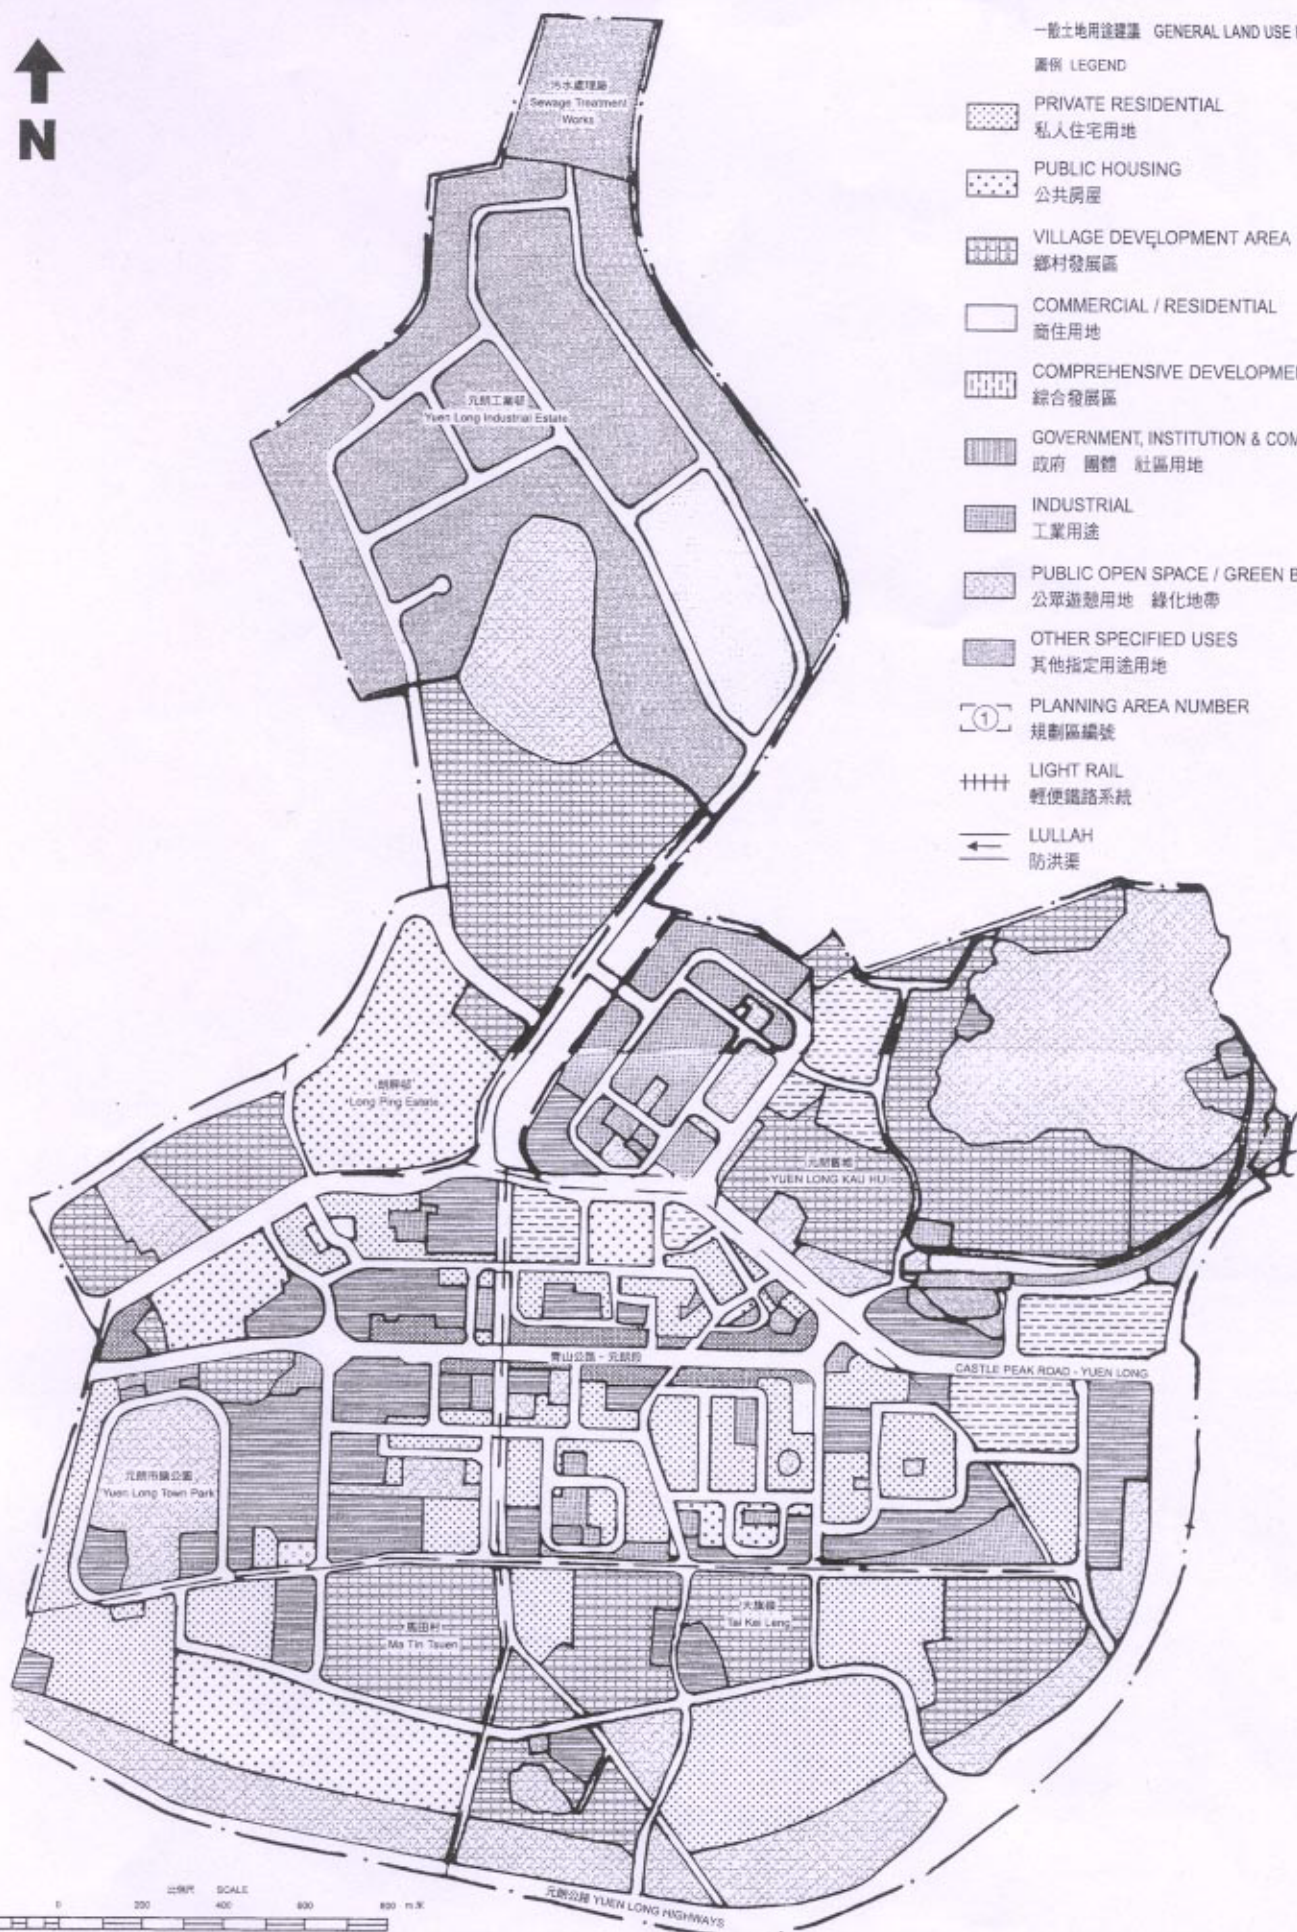 N
一般土地用途建議 GENERAL LAND USE
圖例 LEGEND
PRIVATE RESIDENTIAL
私人住宅用地
PUBLIC HOUSING
公共房屋
VILLAGE DEVELOPMENT AREA
鄉村發展區
COMMERCIAL / RESIDENTIAL
商住用地
COMPREHENSIVE DEVELOPME
綜合發展區
GOVERNMENT, INSTITUTION & COM
政府 團體 社區用地
INDUSTRIAL
工業用途
PUBLIC OPEN SPACE / GREEN B
公眾遊憩用地 綠化地帶
OTHER SPECIFIED USES
其他指定用途用地
① PLANNING AREA NUMBER
規劃區編號
LIGHT RAIL
輕便鐵路系統
LULLAH
防洪渠
污水處理廠
Sewage Treatment
Works
元朗工業邨
Yuen Long Industrial Estate
朗屏邨
Long Ping Estate
元朗舊墟
YUEN LONG KAU HUI
青山公路 - 元朗段
CASTLE PEAK ROAD - YUEN LONG
元朗市鎮公園
Yuen Long Town Park
馬田村
Ma Tin Tsuen
大旗嶺
Tai Kei Leng
元朗公路 YUEN LONG HIGHWAYS
比例尺 SCALE
0 200 400 600 800 m.米